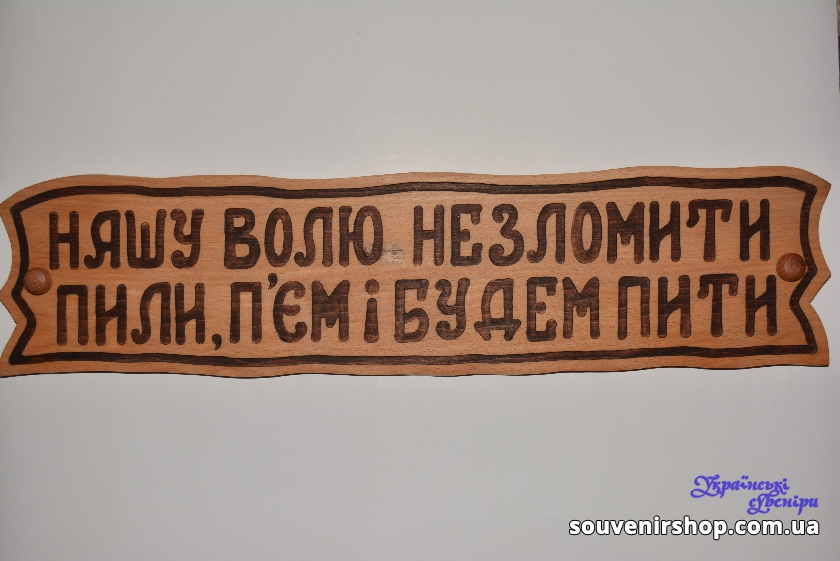 НАШУ ВОЛЮ НЕЗЛОМИТИ
ПИЛИ, П'ЄМ і БУДЕМ ПИТИ
Українські
сувеніри
souvenirshop.com.ua